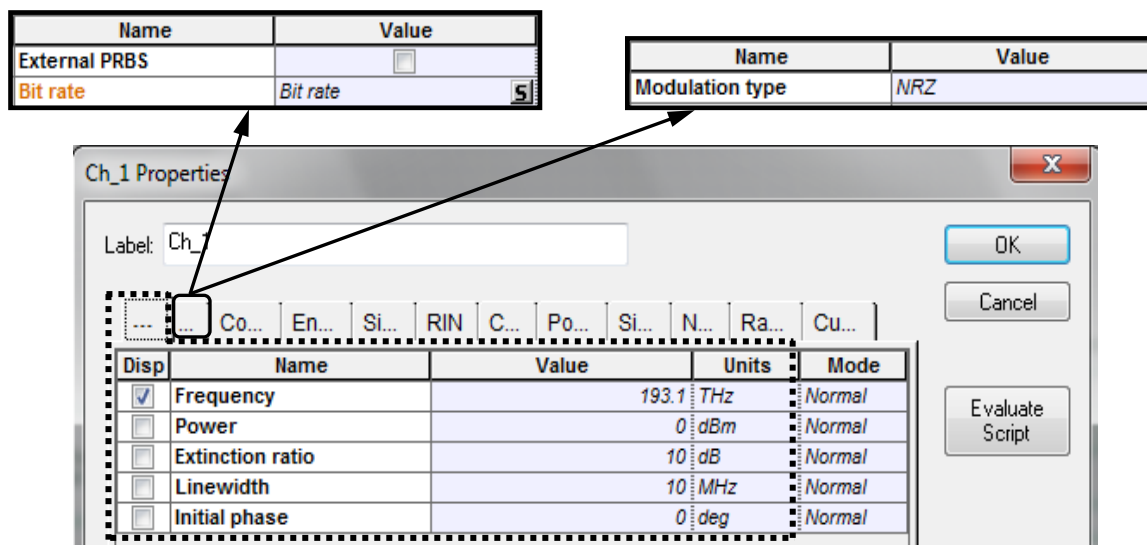 Name Value
External PRBS
Bit rate Bit rate S
Name Value
Modulation type NRZ
Ch_1 Properties
X
Label: Ch_1
OK
Cancel
--- ... Co... En... Si... RIN C... Po... Si... N... Ra... Cu...
Disp Name Value Units Mode
Frequency 193.1 THz Normal
Power 0 dBm Normal
Extinction ratio 10 dB Normal
Linewidth 10 MHz Normal
Initial phase 0 deg Normal
Evaluate
Script